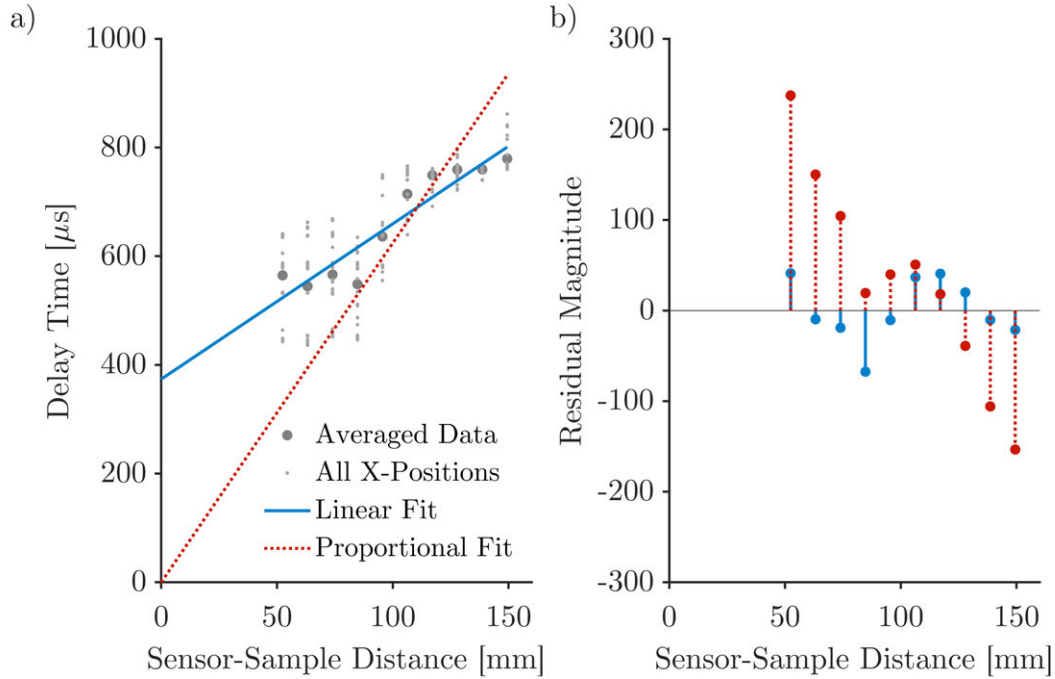 a)
1000
800
600
400
200
0
Delay Time [μs]
Averaged Data
All X-Positions
Linear Fit
Proportional Fit
0
50
100
150
Sensor-Sample Distance [mm]
b)
300
200
100
0
-100
-200
-300
Residual Magnitude
0
50
100
150
Sensor-Sample Distance [mm]